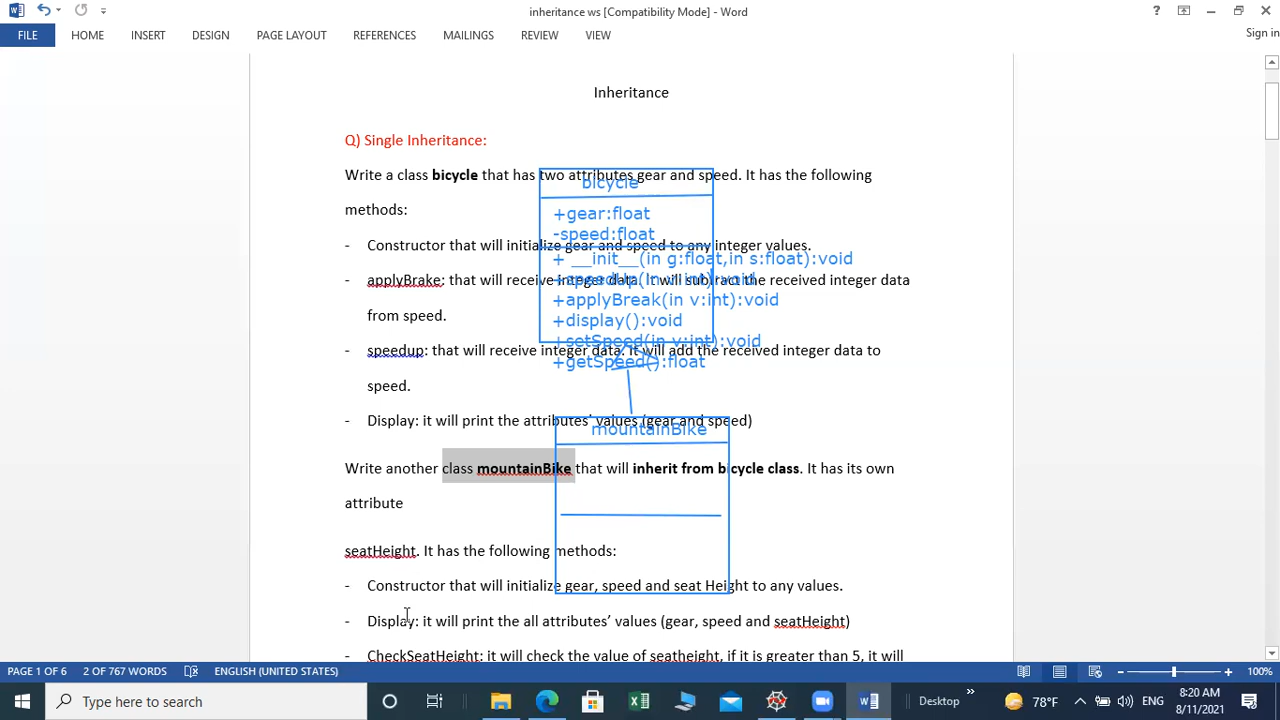 inheritance ws [Compatibility Mode] - Word
FILE HOME INSERT DESIGN PAGE LAYOUT REFERENCES MAILINGS REVIEW VIEW
Sign in
Inheritance
Q) Single Inheritance:
Write a class bicycle that has two attributes gear and speed. It has the following
methods:
- Constructor that will initialize gear and speed to any integer values.
- applyBrake: that will receive integer data. It will subtract the received integer data
from speed.
- speedup: that will receive integer data. It will add the received integer data to
speed.
- Display: it will print the attributes’ values (gear and speed)
Write another class mountainBike that will inherit from bicycle class. It has its own
attribute
seatHeight. It has the following methods:
- Constructor that will initialize gear, speed and seat Height to any values.
- Display: it will print the all attributes’ values (gear, speed and seatHeight)
- CheckSeatHeight: it will check the value of seatheight, if it is greater than 5, it will
bicycle
+gear:float
-speed:float
+ __init__(in g:float,in s:float):void
+speedUp(in v:int):void
+applyBreak(in v:int):void
+display():void
+setSpeed(in v:int):void
+getSpeed():float
mountainBike
PAGE 1 OF 6 2 OF 767 WORDS ENGLISH (UNITED STATES) 100%
Type here to search
Desktop
78°F
ENG
8:20 AM
8/11/2021